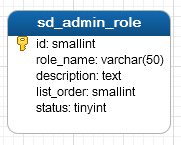 sd_admin_role
id: smallint
role_name: varchar(50)
description: text
list_order: smallint
status: tinyint